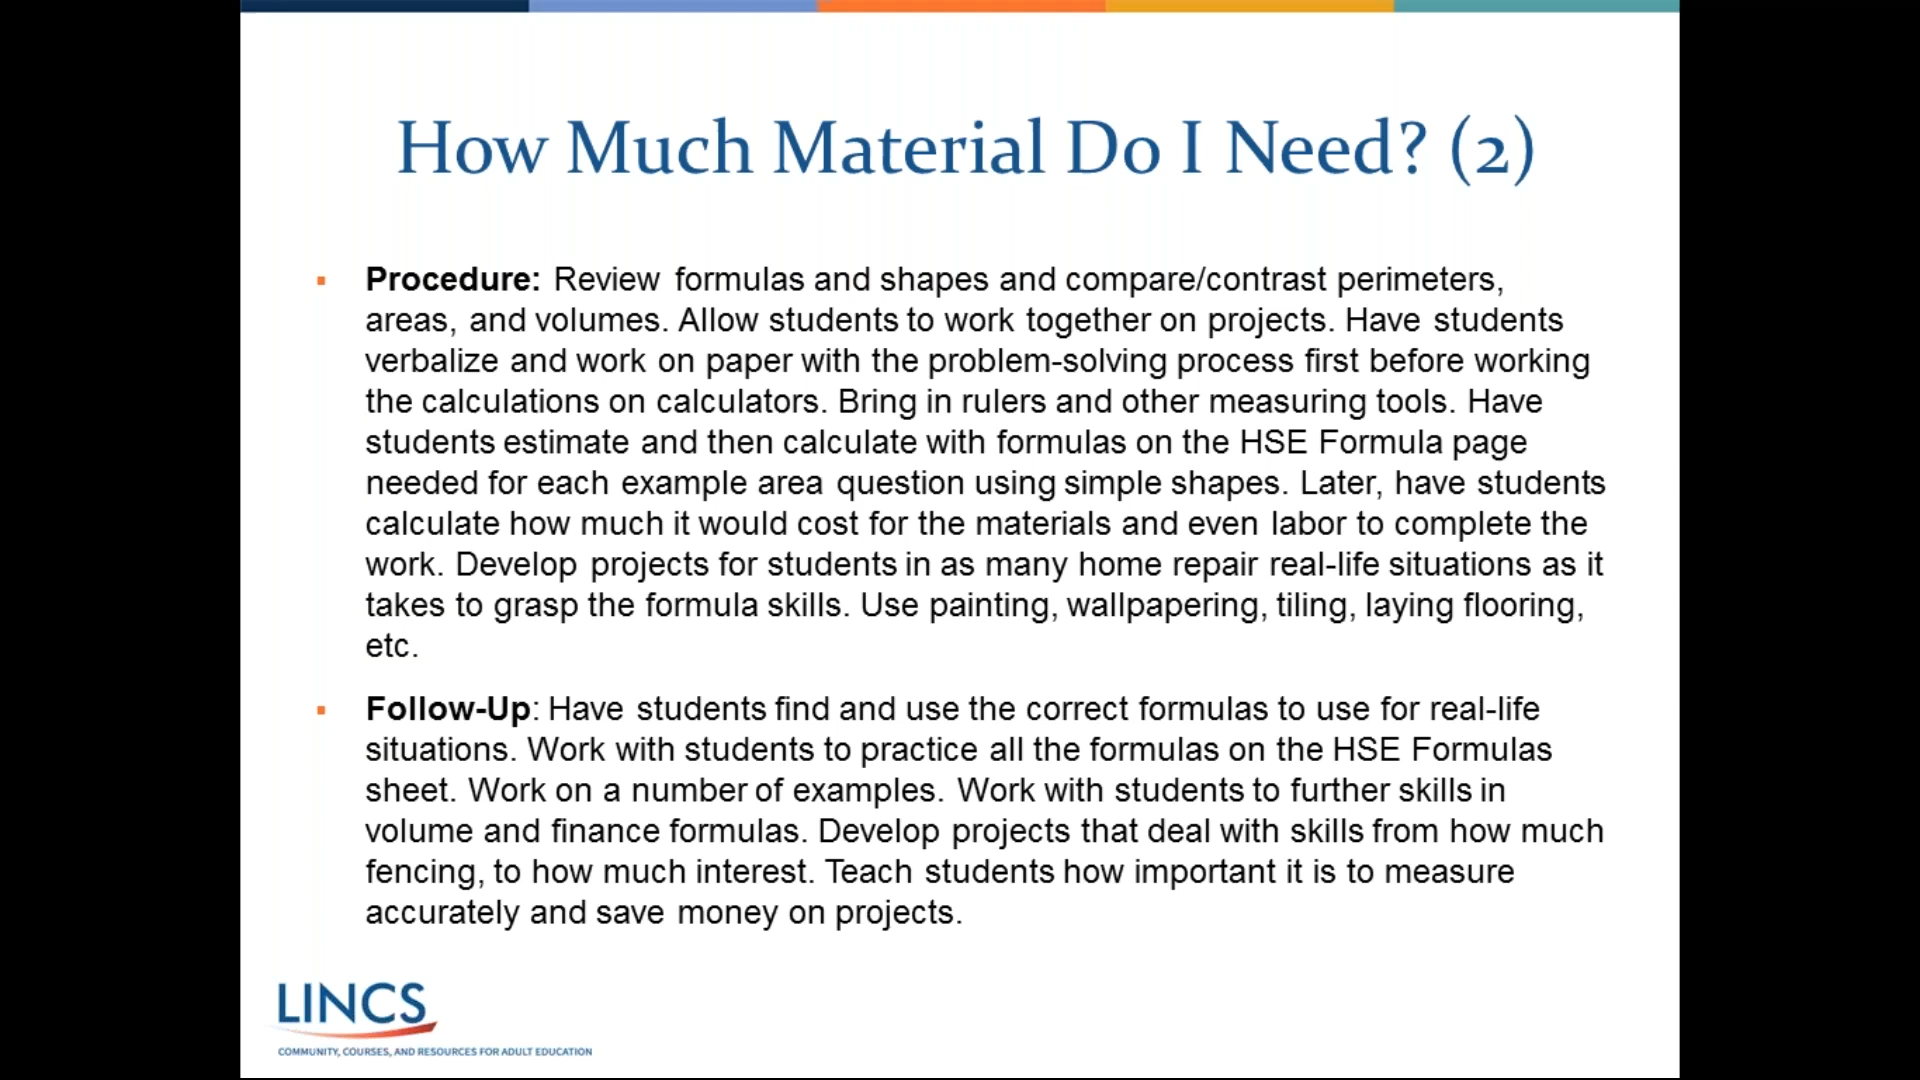 How Much Material Do I Need? (2)
▪ Procedure: Review formulas and shapes and compare/contrast perimeters,
areas, and volumes. Allow students to work together on projects. Have students
verbalize and work on paper with the problem-solving process first before working
the calculations on calculators. Bring in rulers and other measuring tools. Have
students estimate and then calculate with formulas on the HSE Formula page
needed for each example area question using simple shapes. Later, have students
calculate how much it would cost for the materials and even labor to complete the
work. Develop projects for students in as many home repair real-life situations as it
takes to grasp the formula skills. Use painting, wallpapering, tiling, laying flooring,
etc.
▪ Follow-Up: Have students find and use the correct formulas to use for real-life
situations. Work with students to practice all the formulas on the HSE Formulas
sheet. Work on a number of examples. Work with students to further skills in
volume and finance formulas. Develop projects that deal with skills from how much
fencing, to how much interest. Teach students how important it is to measure
accurately and save money on projects.
LINCS
COMMUNITY, COURSES, AND RESOURCES FOR ADULT EDUCATION